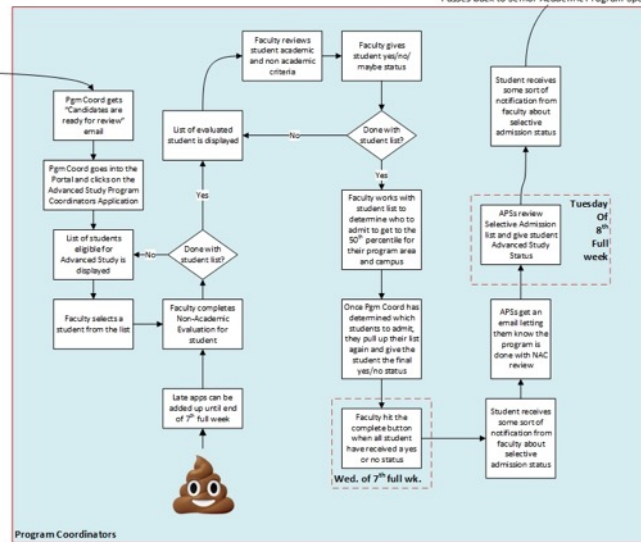 Pgm Coord gets
"Candidates are
ready for review"
email
Pgm Coord goes into the
Portal and clicks on the
Advanced Study Program
Coordinators Application
List of students
eligible for
Advanced Study is
displayed
Faculty selects a
student from the list
Faculty completes
Non-Academic
Evaluation for
student
Late apps can be
added up until end
of 7th full week
Done with
student list?
No
Yes
List of evaluated
student is displayed
Faculty reviews
student academic
and non academic
criteria
Faculty gives
student yes/no/
maybe status
Done with
student list?
No
Yes
Faculty works with
student list to
determine who to
admit to get to the
50th percentile for
their program area
and campus
Once Pgm Coord has
determined which
students to admit,
they pull up their list
again and give the
student the final
yes/no status
Faculty hit the
complete button
when all student
have received a yes
or no status
Wed. of 7th full wk.
Student receives
some sort of
notification from
faculty about
selective
admission status
APSs get an
email letting
them know the
program is
done with NAC
review
APSs review
Selective Admission
list and give student
Advanced Study
Status
Tuesday
Of
8th
Full
week
Student receives
some sort of
notification from
faculty about
selective
admission status
Program Coordinators